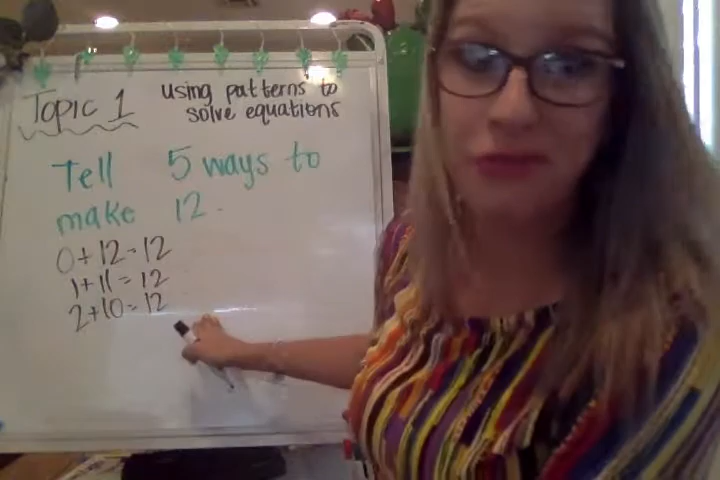 Topic 1
using patterns to
solve equations
Tell 5 ways to
make 12.
0+12=12
1+11=12
2+10=12